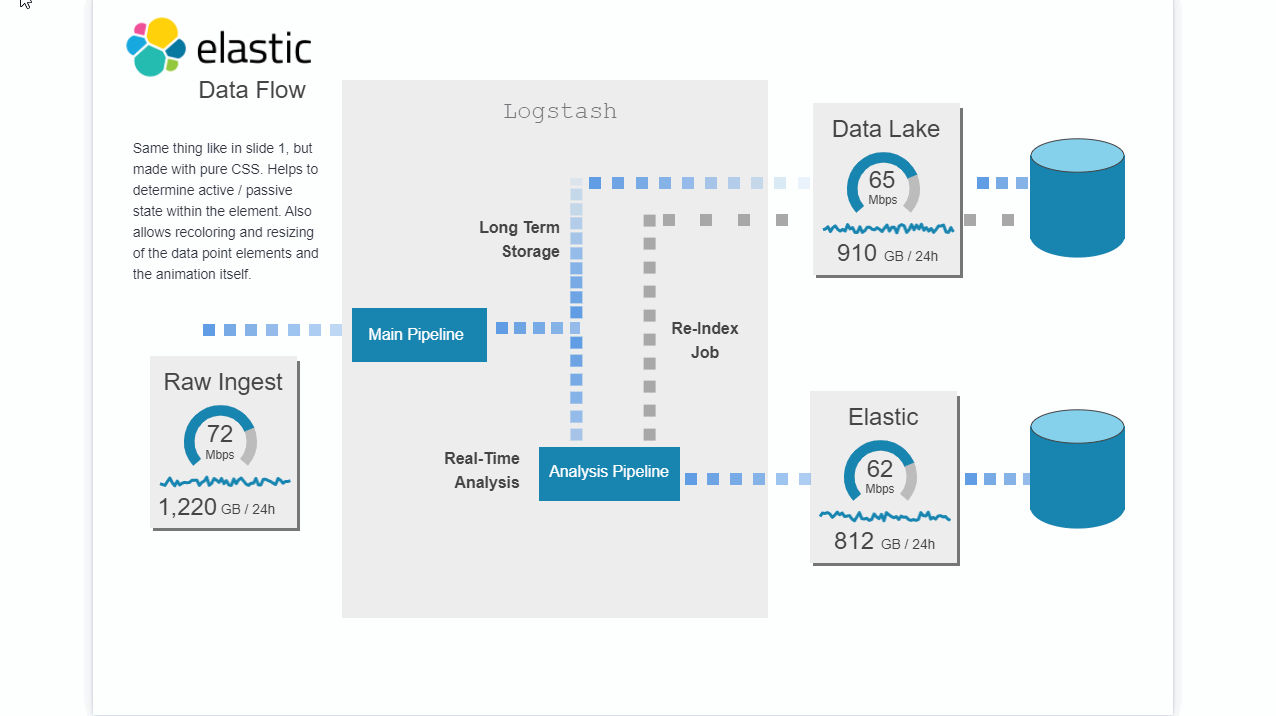 elastic
Data Flow
Same thing like in slide 1, but
made with pure CSS. Helps to
determine active / passive
state within the element. Also
allows recoloring and resizing
of the data point elements and
the animation itself.
Logstash
Long Term
Storage
Main Pipeline
Re-Index
Job
Real-Time
Analysis
Analysis Pipeline
Raw Ingest
72
Mbps
1,220 GB / 24h
Data Lake
65
Mbps
910 GB / 24h
Elastic
62
Mbps
812 GB / 24h